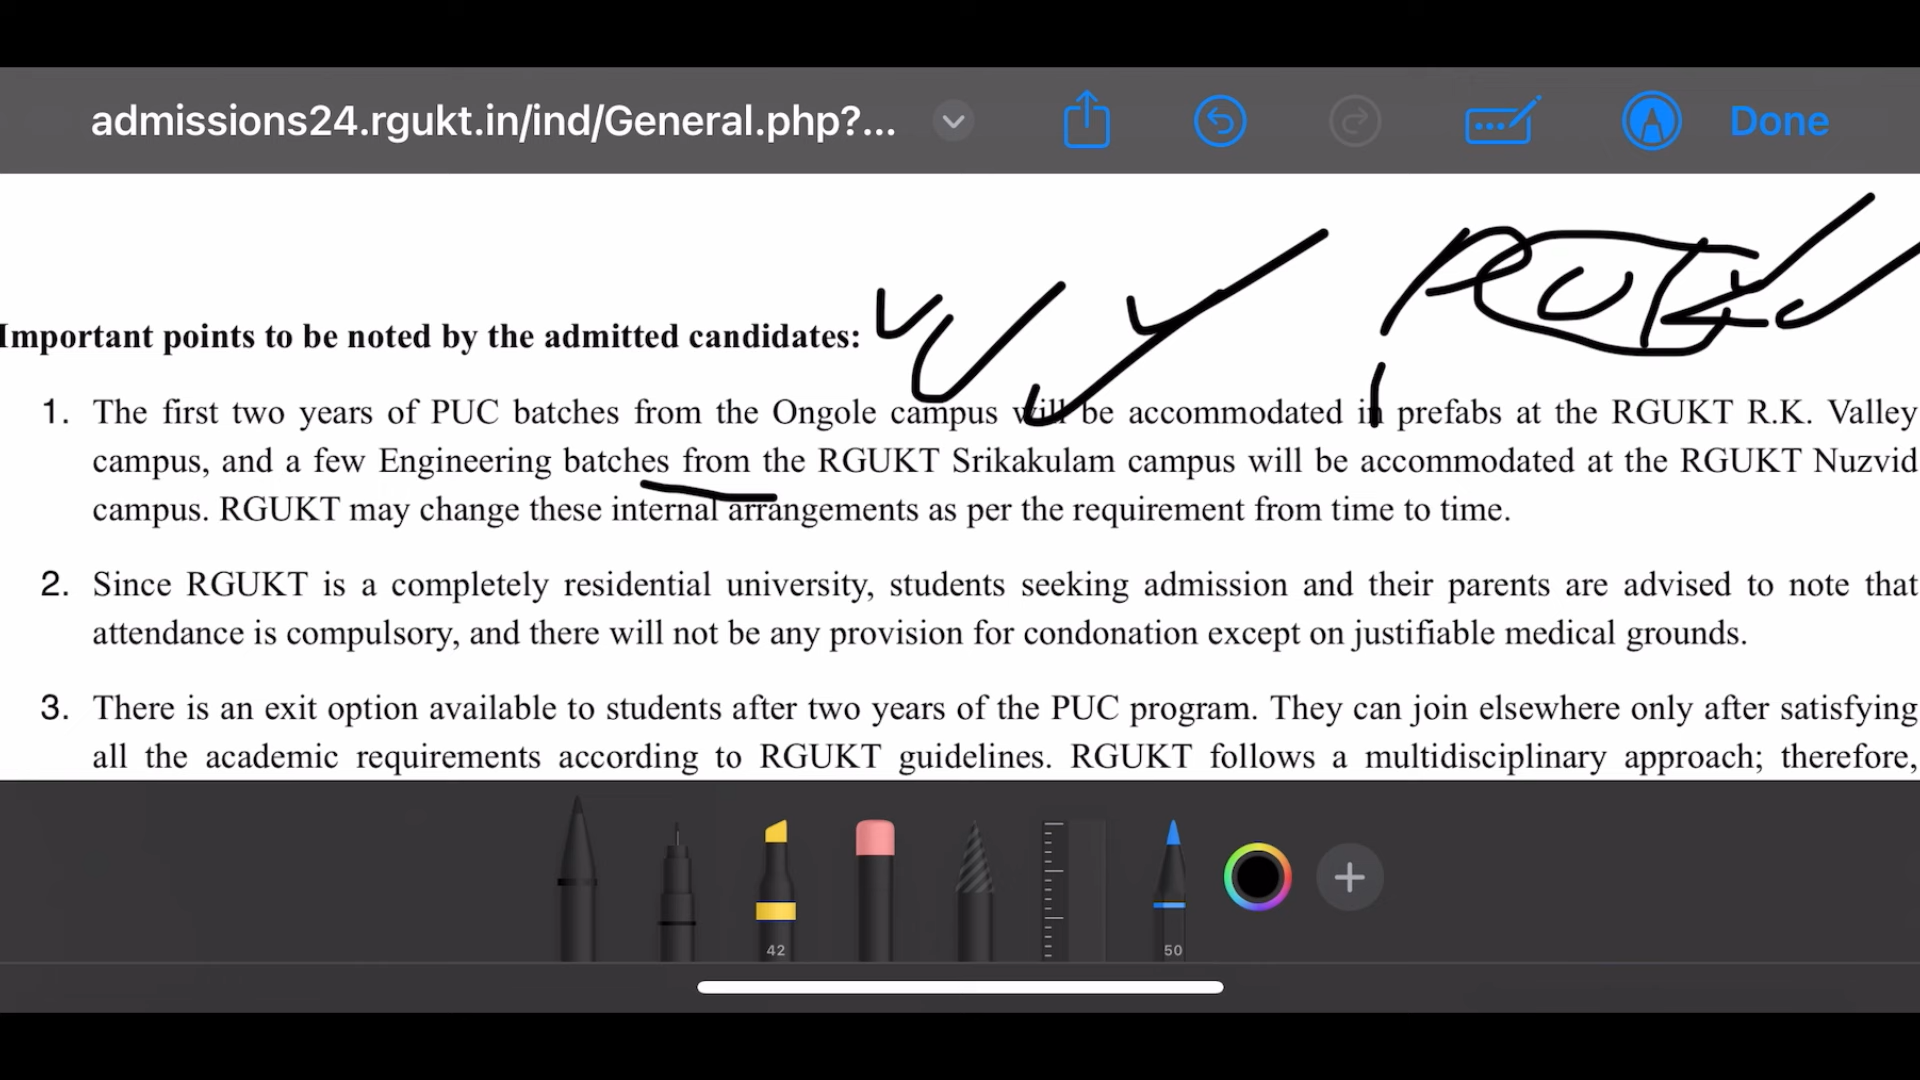 admissions24.rgukt.in/ind/General.php?...
Done
Important points to be noted by the admitted candidates:
1. The first two years of PUC batches from the Ongole campus will be accommodated in prefabs at the RGUKT R.K. Valley
campus, and a few Engineering batches from the RGUKT Srikakulam campus will be accommodated at the RGUKT Nuzvid
campus. RGUKT may change these internal arrangements as per the requirement from time to time.
2. Since RGUKT is a completely residential university, students seeking admission and their parents are advised to note that
attendance is compulsory, and there will not be any provision for condonation except on justifiable medical grounds.
3. There is an exit option available to students after two years of the PUC program. They can join elsewhere only after satisfying
all the academic requirements according to RGUKT guidelines. RGUKT follows a multidisciplinary approach; therefore,
42
50